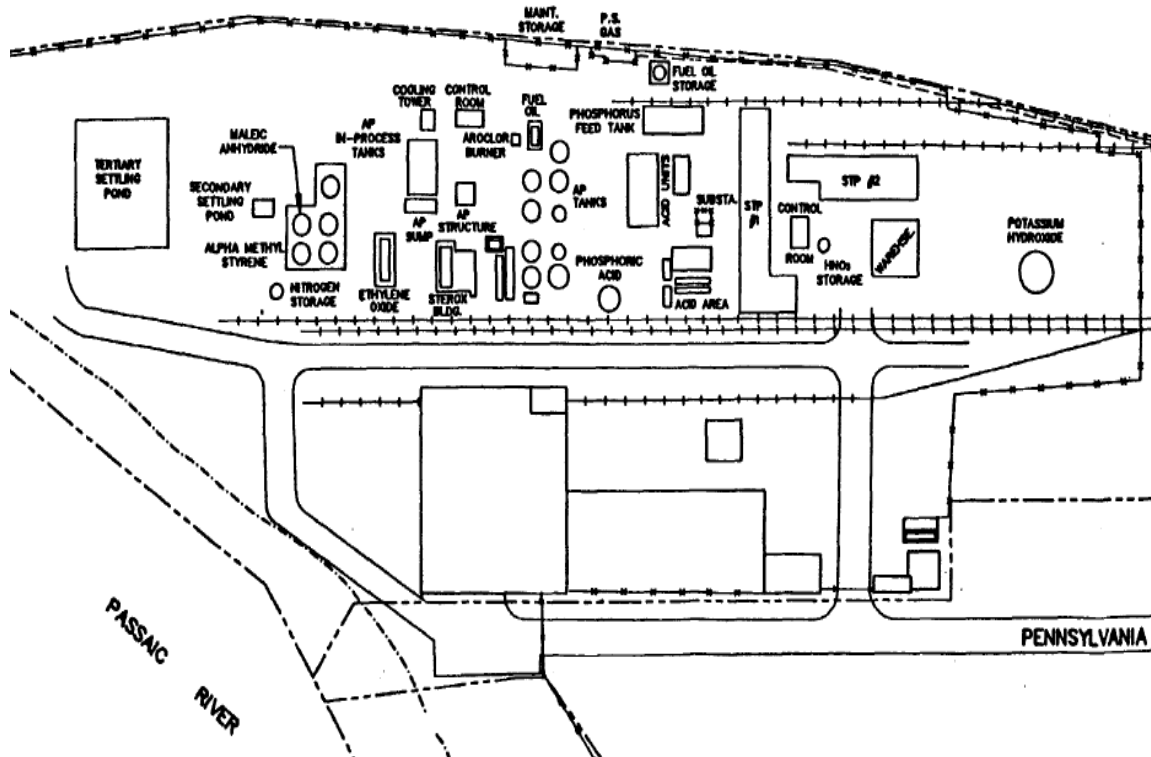 MAINT.
STORAGE
P.S.
GAS
FUEL OIL
STORAGE
COOLING
TOWER
CONTROL
ROOM
FUEL
OIL
PHOSPHORUS
FEED TANK
AP
IN-PROCESS
TANKS
AROCLOR
BURNER
MALEIC
ANHYDRIDE
TERTIARY
SETTLING
POND
SECONDARY
SETTLING
POND
AP
TANKS
ACID UNITS
SUBSTA.
STP
#1
STP #2
CONTROL
ROOM
HNO3
STORAGE
WAREHSE
POTASSIUM
HYDROXIDE
AP
SUMP
AP
STRUCTURE
ALPHA METHYL
STYRENE
NITROGEN
STORAGE
ETHYLENE
OXIDE
STEROX
BLDG.
PHOSPHORIC
ACID
ACID AREA
PASSAIC
RIVER
PENNSYLVANIA